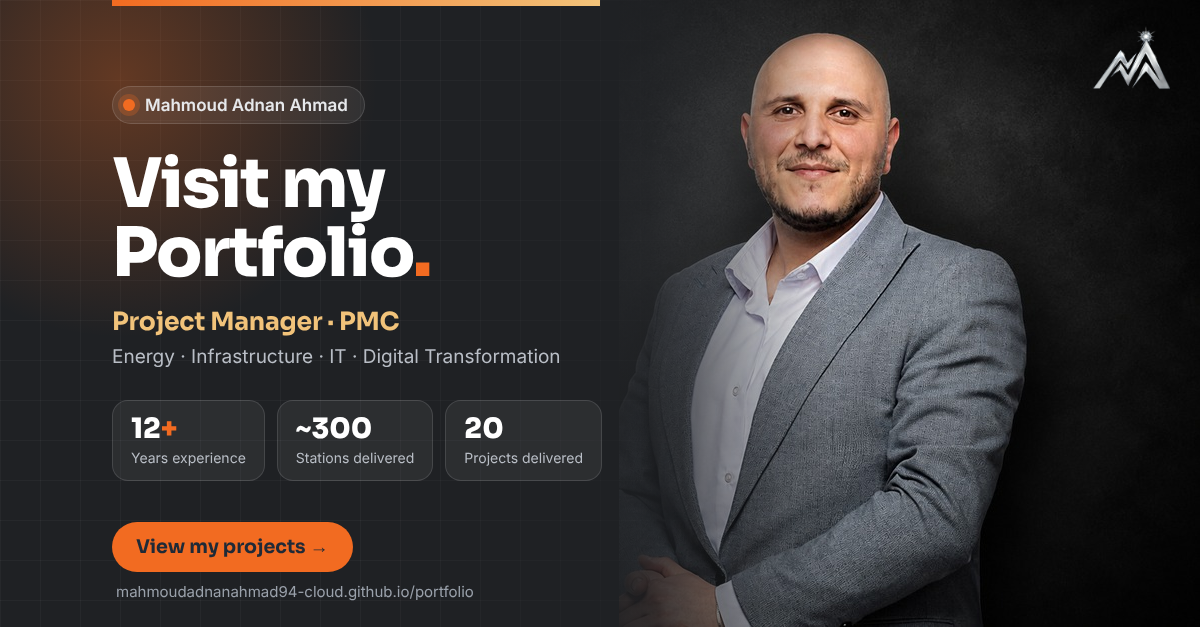 Mahmoud Adnan Ahmad
Visit my
Portfolio.
Project Manager · PMC
Energy · Infrastructure · IT · Digital Transformation
12+
Years experience
~300
Stations delivered
20
Projects delivered
View my projects →
mahmoudadnanahmad94-cloud.github.io/portfolio